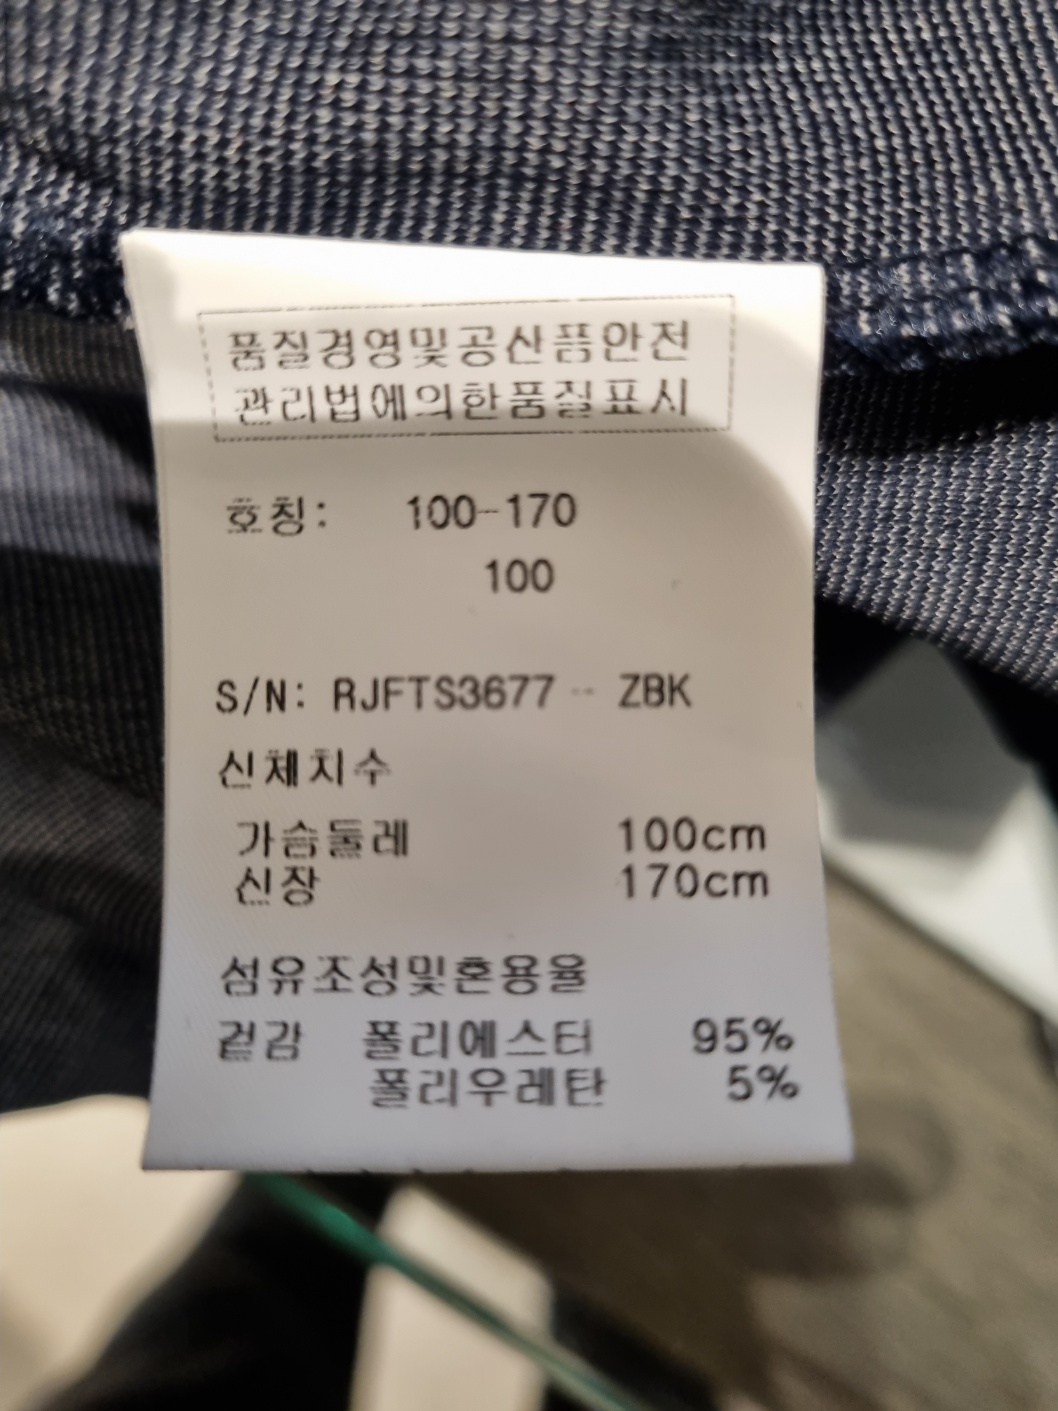 품질경영및공산품안전
관리법에의한품질표시
호칭: 100-170
100
S/N: RJFTS3677 - ZBK
신체치수
가슴둘레 100cm
신장 170cm
섬유조성및혼용율
겉감 폴리에스터 95%
폴리우레탄 5%